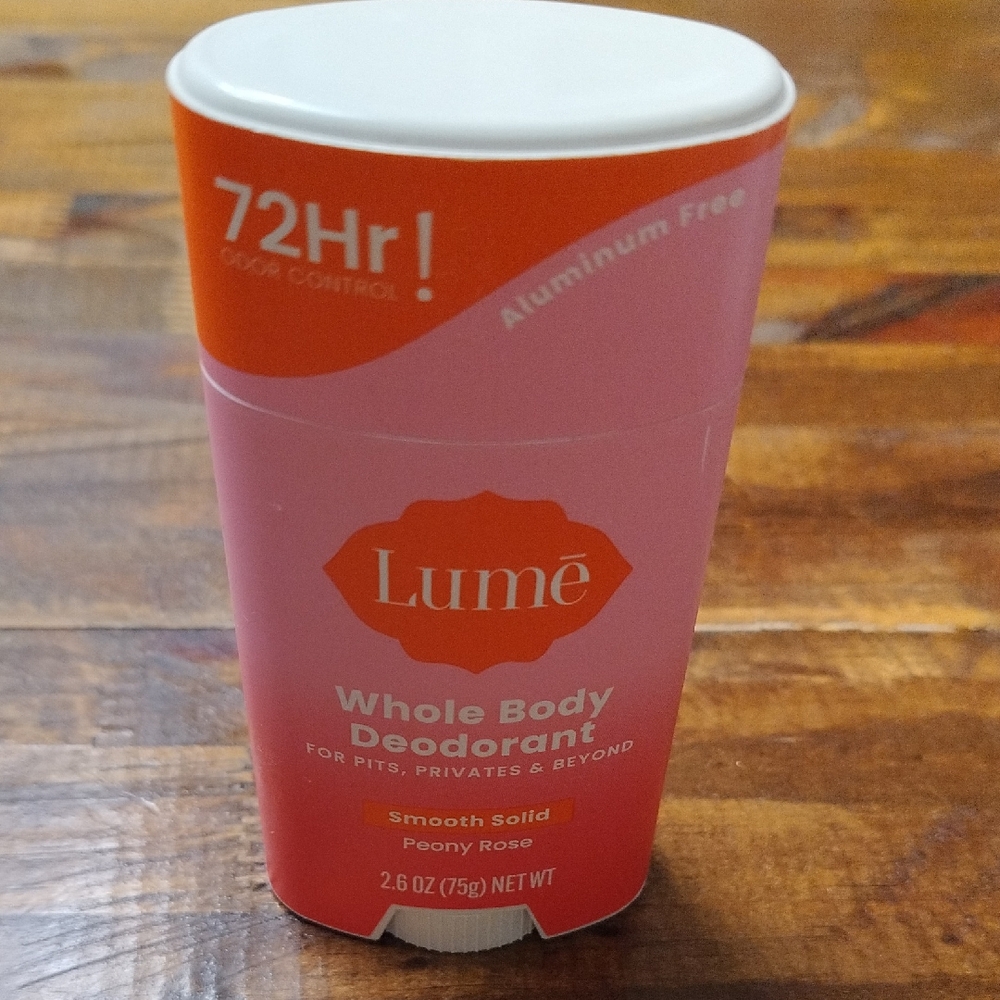 72Hr!
ODOR CONTROL
Aluminum Free
Lumē
Whole Body
Deodorant
FOR PITS, PRIVATES & BEYOND
Smooth Solid
Peony Rose
2.6 OZ (75g) NET WT